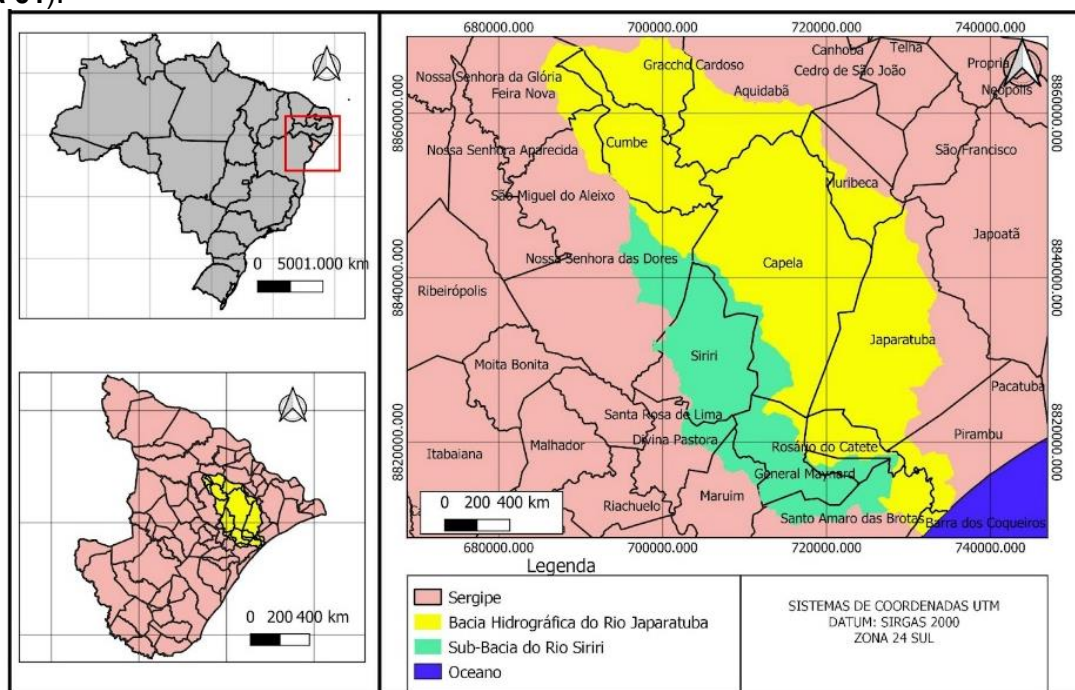 0 5001.000 km
0 200 400 km
680000.000
700000.000
720000.000
740000.000
Canhoba
Telha
Graccho Cardoso
Cedro de São João
Propria
Nossa Senhora da Glória
Feira Nova
Aquidabã
Neópolis
8860000.000
8860000.000
Cumbe
Nossa Senhora Aparecida
São Francisco
São Miguel do Aleixo
Muribeca
Japoatã
Nossa Senhora das Dores
Capela
8840000.000
8840000.000
Ribeirópolis
Siriri
Japaratuba
Moita Bonita
Pacatuba
Santa Rosa de Lima
Pirambu
8820000.000
8820000.000
Itabaiana
Malhador
Divina Pastora
Rosário do Catete
General Maynard
Riachuelo
Maruim
Santo Amaro das Brotas
Barra dos Coqueiros
0 200 400 km
680000.000
700000.000
720000.000
740000.000
Legenda
Sergipe
Bacia Hidrográfica do Rio Japaratuba
Sub-Bacia do Rio Siriri
Oceano
SISTEMAS DE COORDENADAS UTM
DATUM: SIRGAS 2000
ZONA 24 SUL